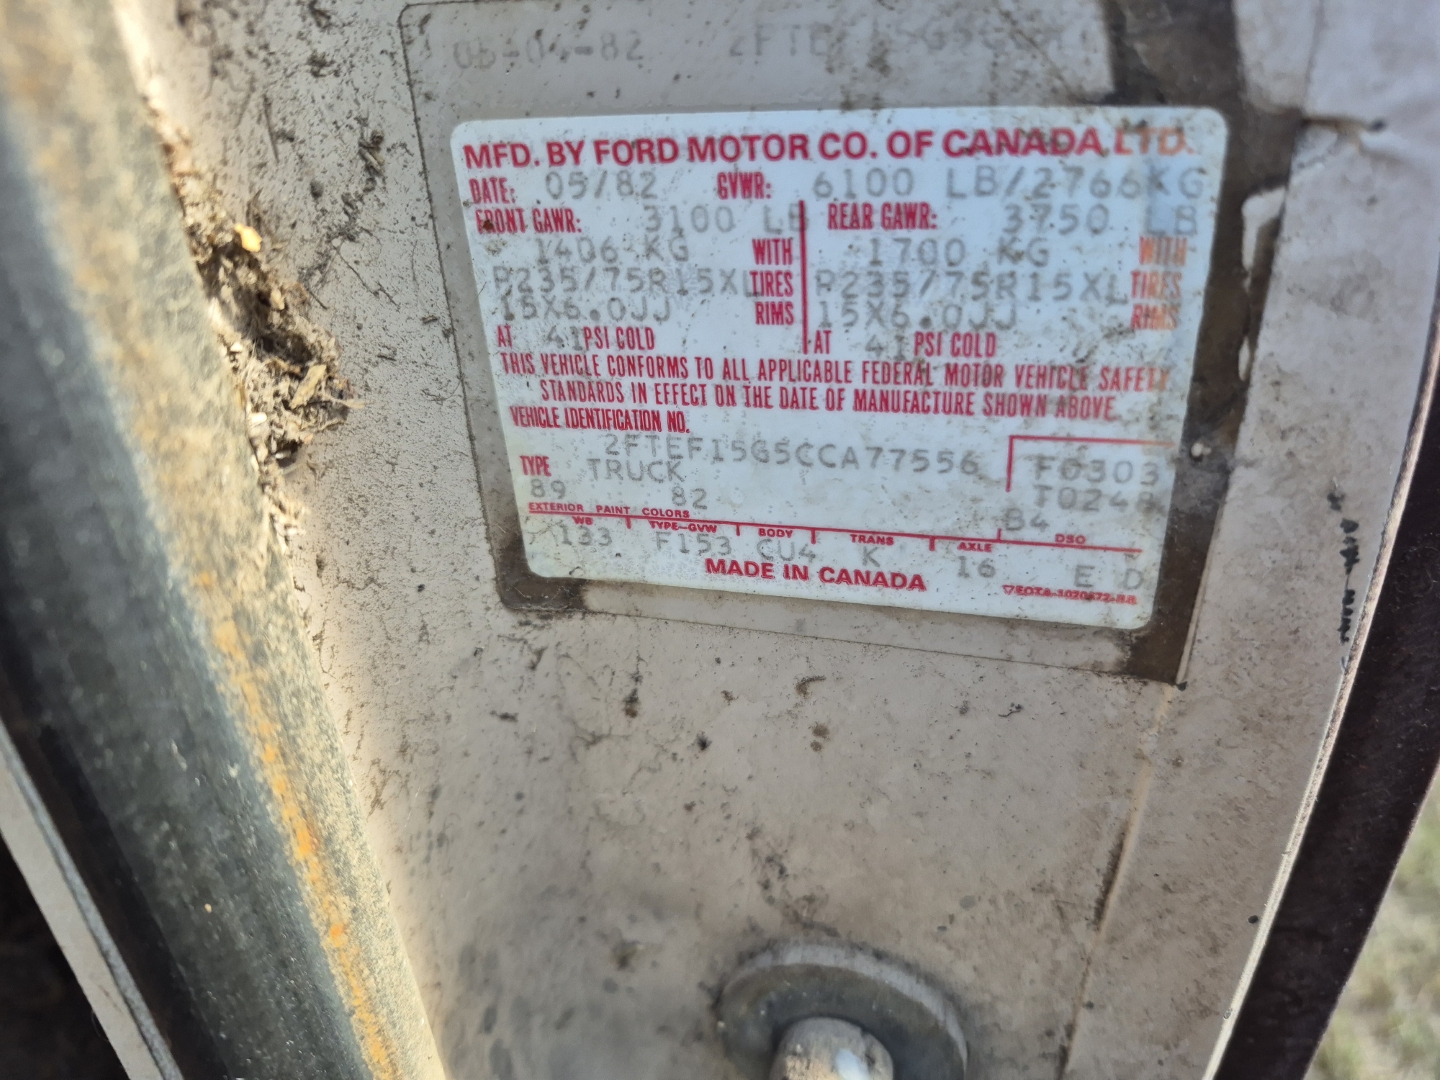 05-04-82 2FTE
MFD. BY FORD MOTOR CO. OF CANADA LTD.
DATE: 05/82 GVWR: 6100 LB/2766KG
FRONT GAWR: 3100 LB REAR GAWR: 3750 LB
1406 KG WITH 1700 KG WITH
P235/75R15XL TIRES P235/75R15XL TIRES
15X6.0JJ RIMS 15X6.0JJ RIMS
AT 41 PSI COLD AT 41 PSI COLD
THIS VEHICLE CONFORMS TO ALL APPLICABLE FEDERAL MOTOR VEHICLE SAFETY
STANDARDS IN EFFECT ON THE DATE OF MANUFACTURE SHOWN ABOVE.
VEHICLE IDENTIFICATION NO.
2FTEF15G5CCA77556 F0303
TYPE TRUCK T0248
89 82 B4
EXTERIOR PAINT COLORS DSO
WB TYPE-GVW BODY TRANS AXLE
133 F153 CU4 K 16 E D
MADE IN CANADA